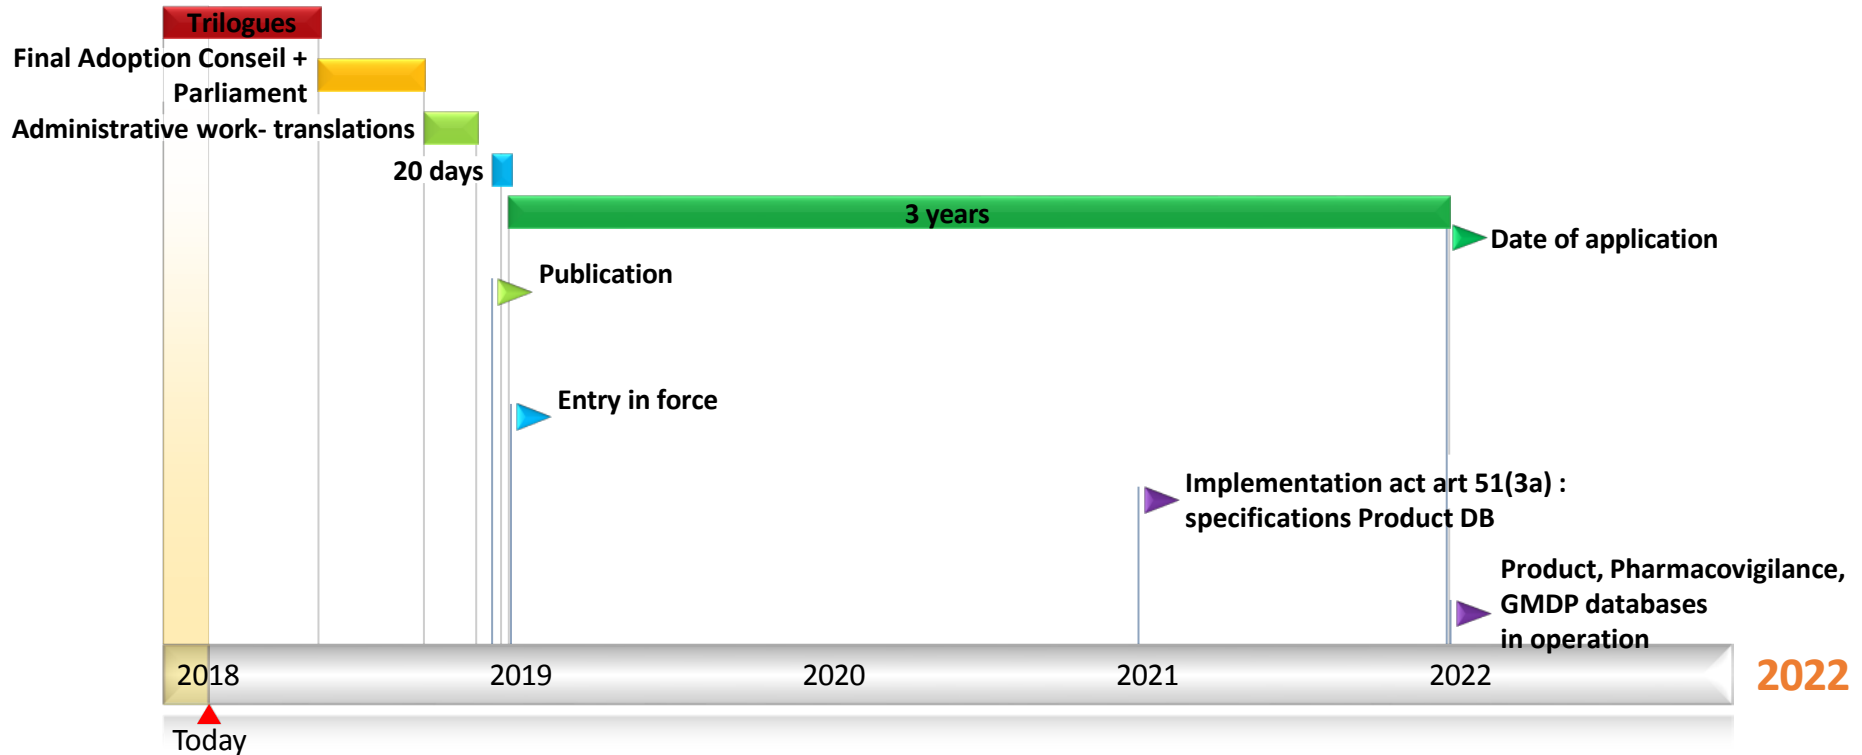 Trilogues
Final Adoption Conseil +
Parliament
Administrative work- translations
20 days
3 years
Date of application
Publication
Entry in force
Implementation act art 51(3a) :
specifications Product DB
Product, Pharmacovigilance,
GMDP databases
in operation
2018 2019 2020 2021 2022 2022
Today